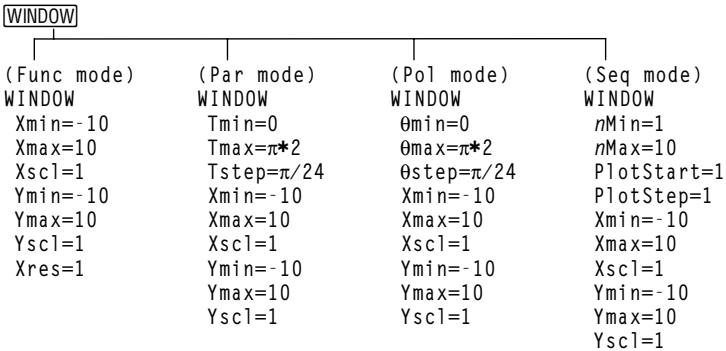 WINDOW
(Func mode)
WINDOW
Xmin=-10
Xmax=10
Xscl=1
Ymin=-10
Ymax=10
Yscl=1
Xres=1
(Par mode)
WINDOW
Tmin=0
Tmax=π*2
Tstep=π/24
Xmin=-10
Xmax=10
Xscl=1
Ymin=-10
Ymax=10
Yscl=1
(Pol mode)
WINDOW
θmin=0
θmax=π*2
θstep=π/24
Xmin=-10
Xmax=10
Xscl=1
Ymin=-10
Ymax=10
Yscl=1
(Seq mode)
WINDOW
nMin=1
nMax=10
PlotStart=1
PlotStep=1
Xmin=-10
Xmax=10
Xscl=1
Ymin=-10
Ymax=10
Yscl=1